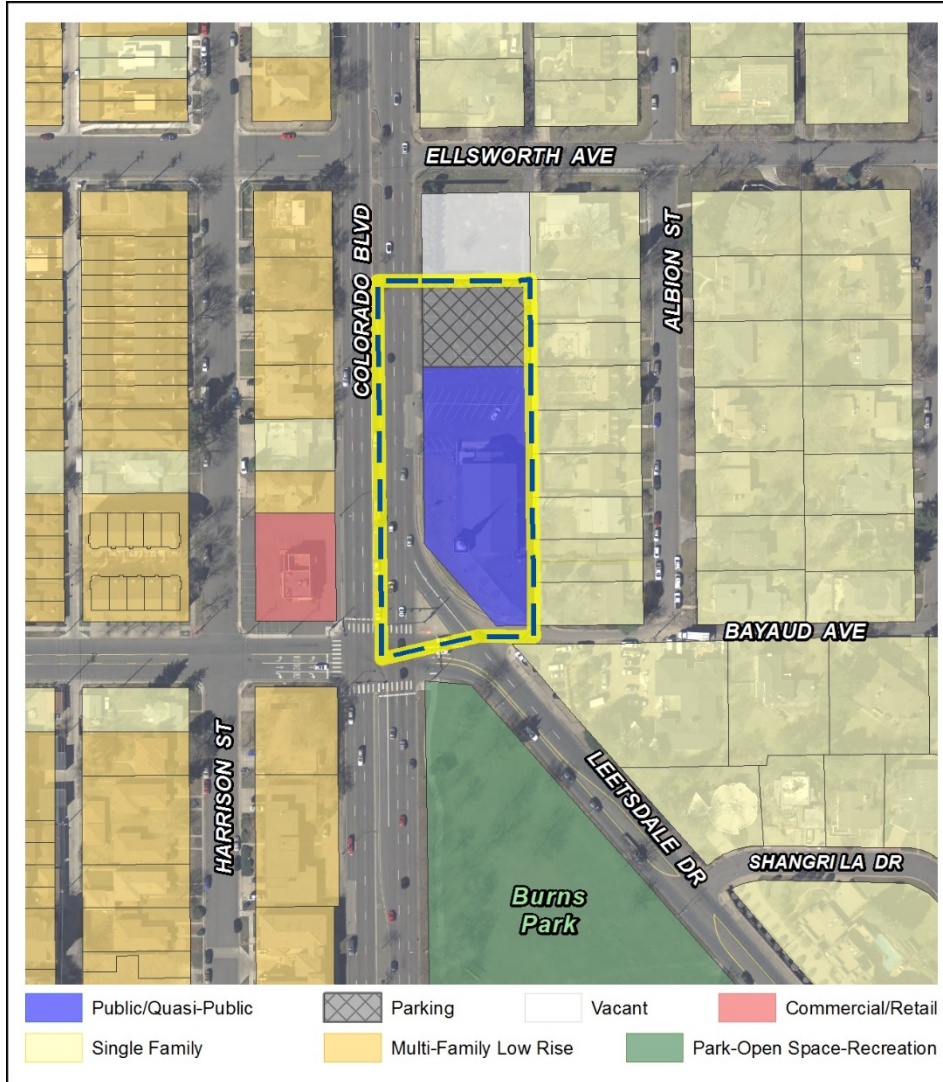 ELLSWORTH AVE
COLORADO BLVD
ALBION ST
BAYAUD AVE
HARRISON ST
LEETSDALE DR
SHANGRI LA DR
Burns
Park
Public/Quasi-Public
Parking
Vacant
Commercial/Retail
Single Family
Multi-Family Low Rise
Park-Open Space-Recreation